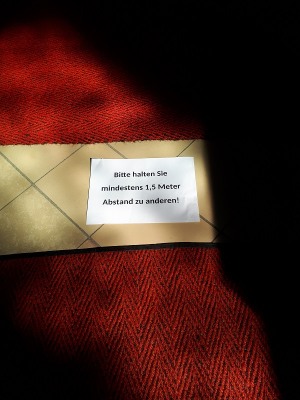 Bitte halten Sie
mindestens 1,5 Meter
Abstand zu anderen!